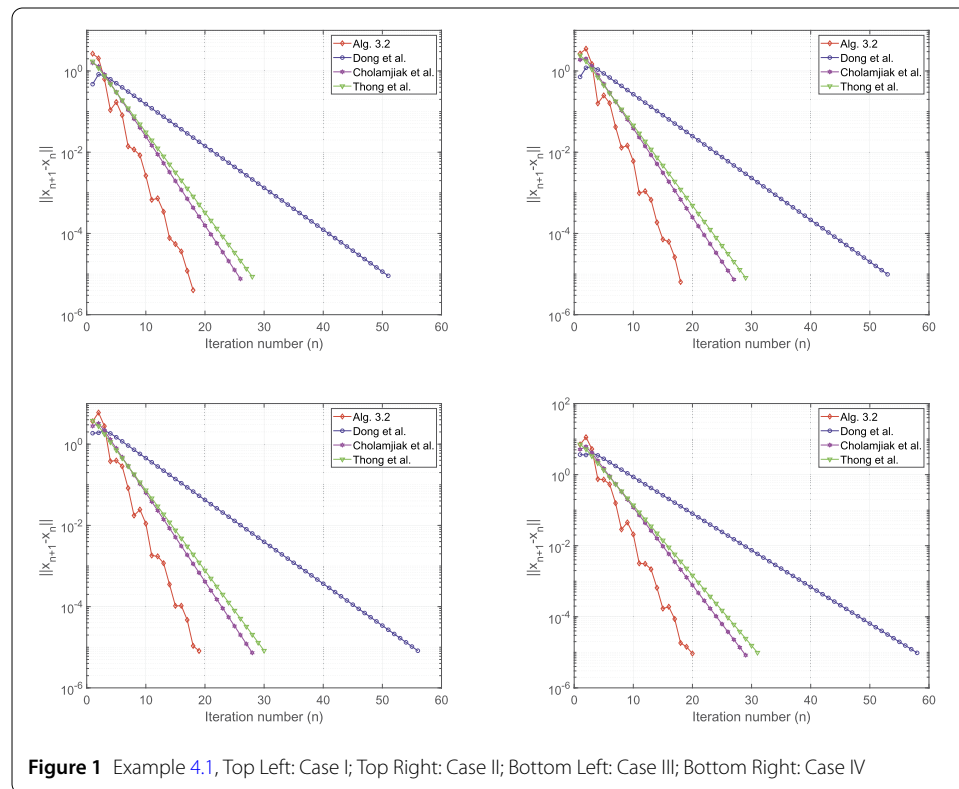 Alg. 3.2
Dong et al.
Cholamjiak et al.
Thong et al.
10^0
10^-2
10^-4
10^-6
||x_{n+1}-x_n||
0 10 20 30 40 50 60
Iteration number (n)
Alg. 3.2
Dong et al.
Cholamjiak et al.
Thong et al.
10^0
10^-2
10^-4
10^-6
||x_{n+1}-x_n||
0 10 20 30 40 50 60
Iteration number (n)
Alg. 3.2
Dong et al.
Cholamjiak et al.
Thong et al.
10^0
10^-2
10^-4
10^-6
||x_{n+1}-x_n||
0 10 20 30 40 50 60
Iteration number (n)
Alg. 3.2
Dong et al.
Cholamjiak et al.
Thong et al.
10^2
10^0
10^-2
10^-4
10^-6
||x_{n+1}-x_n||
0 10 20 30 40 50 60
Iteration number (n)
Figure 1 Example 4.1, Top Left: Case I; Top Right: Case II; Bottom Left: Case III; Bottom Right: Case IV